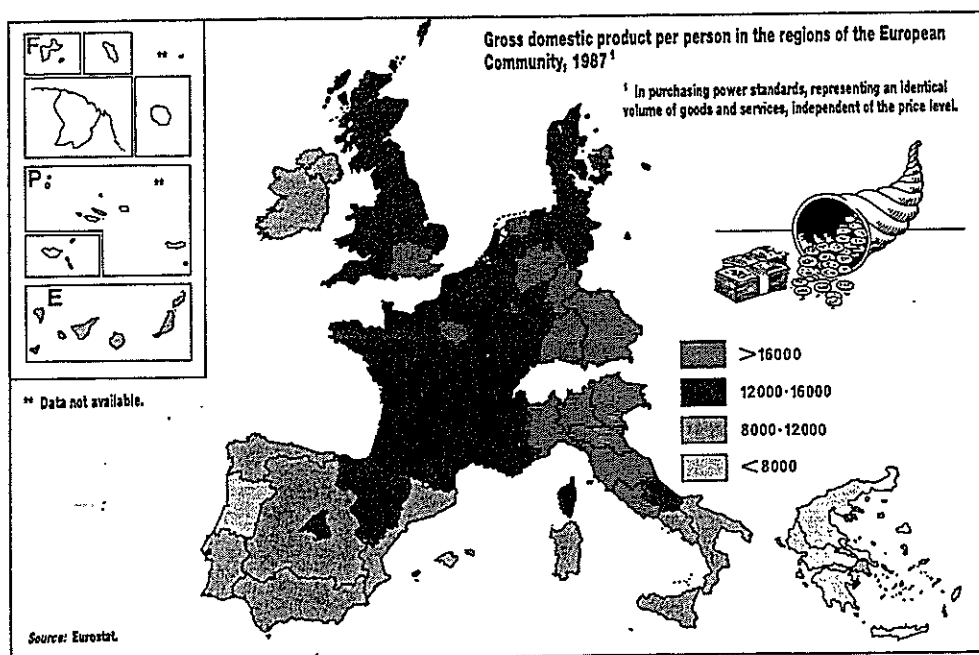 Gross domestic product per person in the regions of the European
Community, 1987 ¹
¹ In purchasing power standards, representing an identical
volume of goods and services, independent of the price level.
F
**
P
**
E
** Data not available.
>16000
12000-16000
8000-12000
<8000
Source: Eurostat.